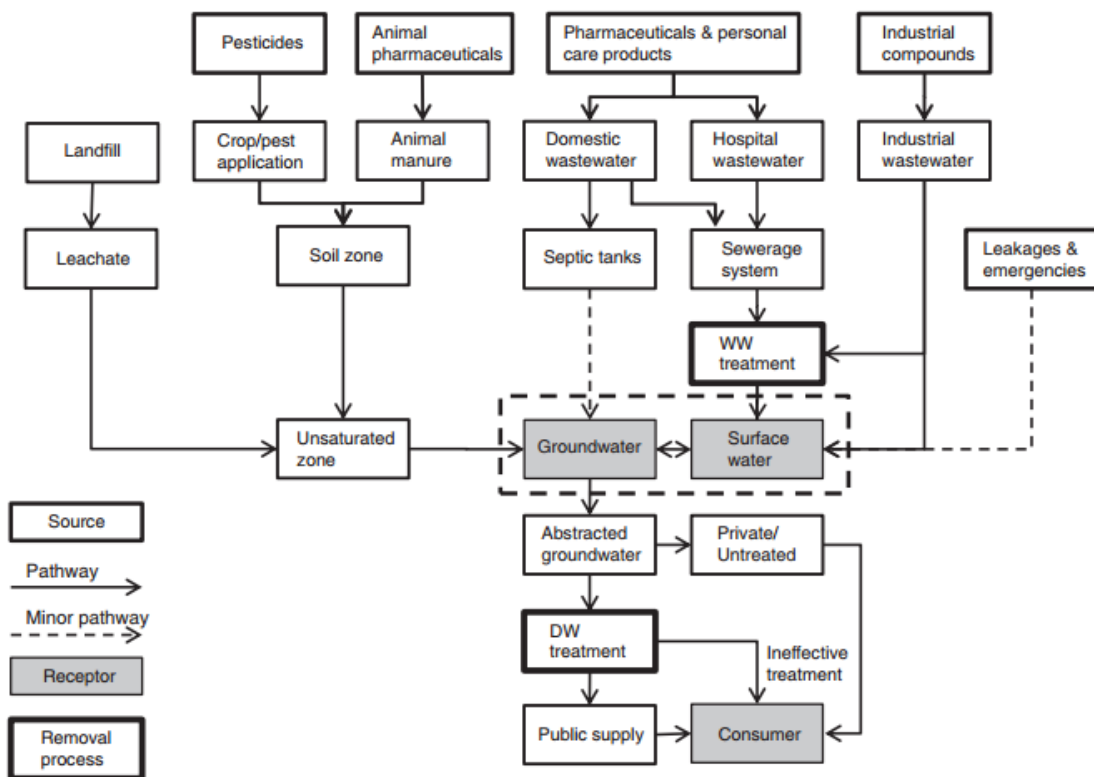 Pesticides
Animal
pharmaceuticals
Pharmaceuticals & personal
care products
Industrial
compounds
Landfill
Crop/pest
application
Animal
manure
Domestic
wastewater
Hospital
wastewater
Industrial
wastewater
Leachate
Soil zone
Septic tanks
Sewerage
system
Leakages &
emergencies
WW
treatment
Unsaturated
zone
Groundwater
Surface
water
Source
Abstracted
groundwater
Private/
Untreated
Pathway
Minor pathway
DW
treatment
Ineffective
treatment
Receptor
Public supply
Consumer
Removal
process